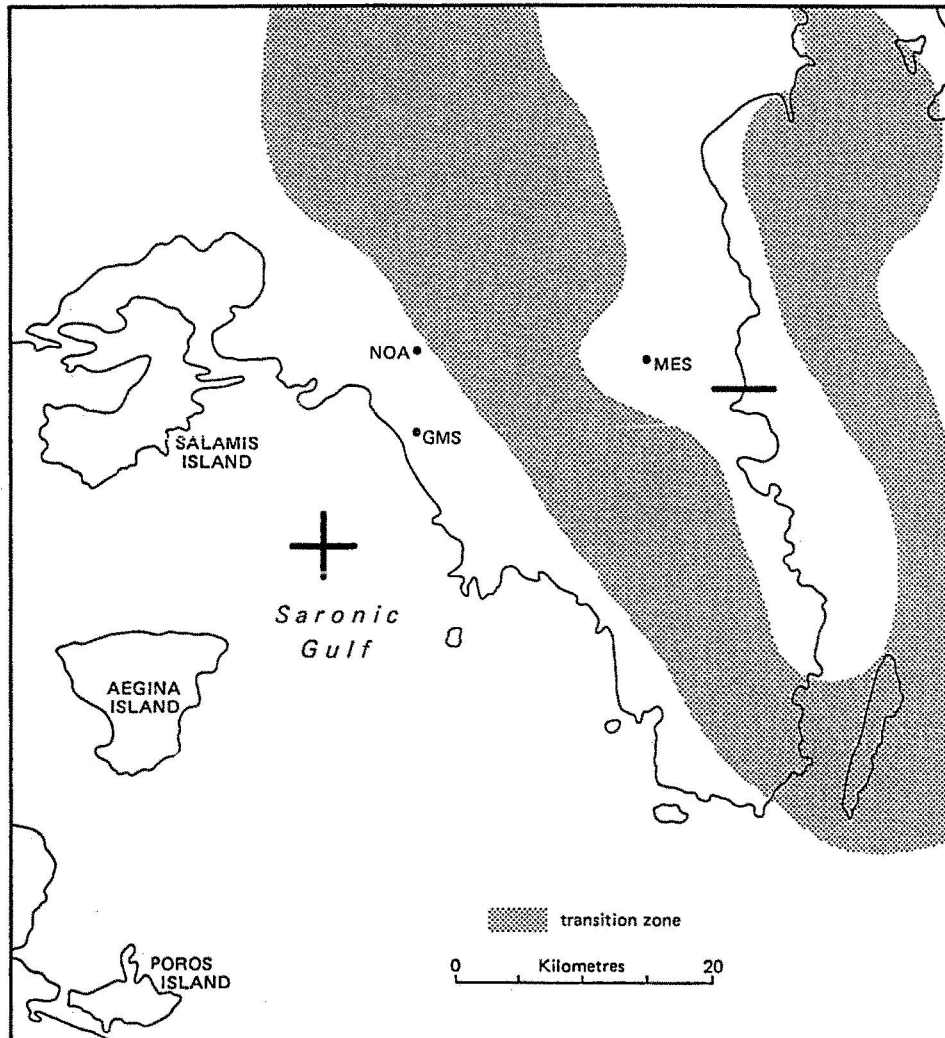 NOA
MES
GMS
SALAMIS
ISLAND
Saronic
Gulf
AEGINA
ISLAND
transition zone
POROS
ISLAND
0 Kilometres 20